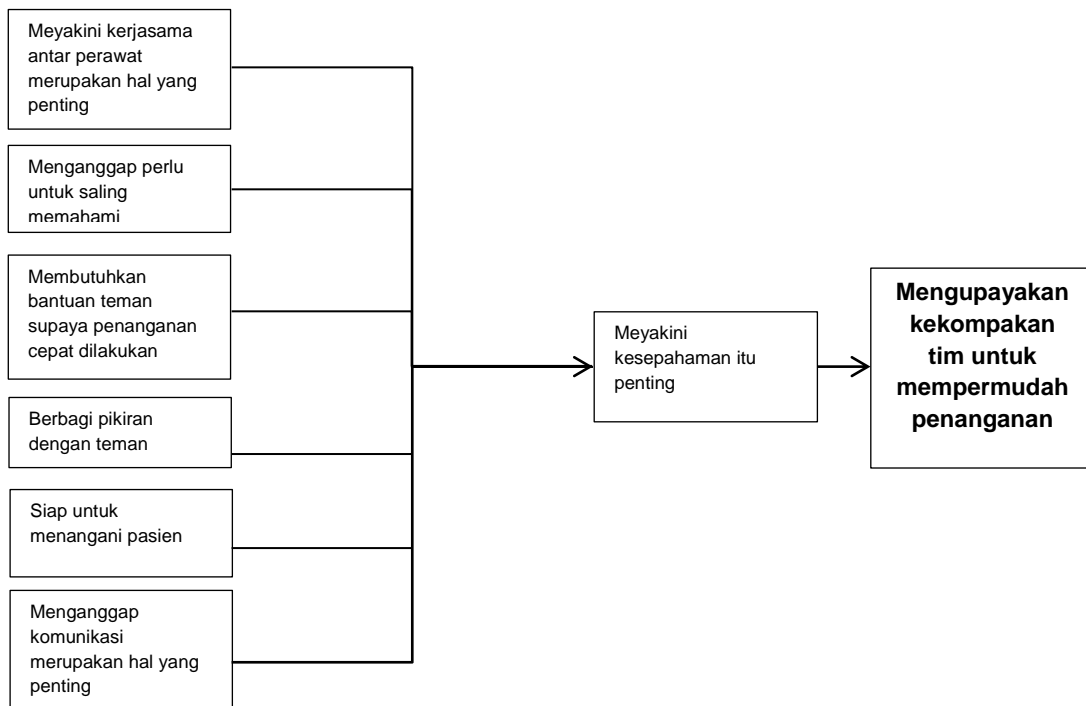 Meyakini kerjasama
antar perawat
merupakan hal yang
penting
Menganggap perlu
untuk saling
memahami
Membutuhkan
bantuan teman
supaya penanganan
cepat dilakukan
Berbagi pikiran
dengan teman
Siap untuk
menangani pasien
Menganggap
komunikasi
merupakan hal yang
penting
Meyakini
kesepahaman itu
penting
Mengupayakan
kekompakan
tim untuk
mempermudah
penanganan